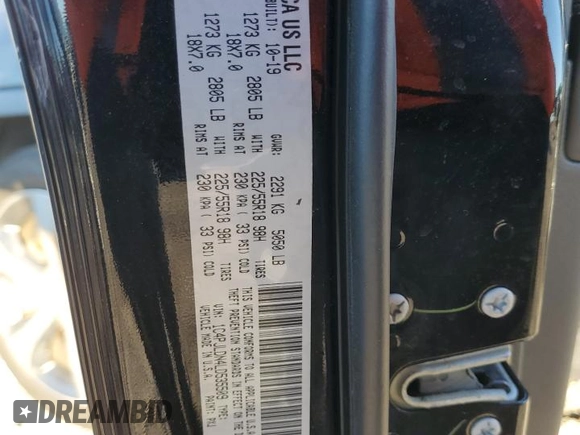 CA US LLC
BUILT): 10-19 GVWR: 2291 KG 5050 LB
1273 KG 2805 LB WITH 225/55R18 98H TIRES
18X7.0 RIMS AT 230 KPA ( 33 PSI) COLD
1273 KG 2805 LB WITH 225/55R18 98H TIRES
18X7.0 RIMS AT 230 KPA ( 33 PSI) COLD
THIS VEHICLE CONFORMS TO ALL APPLICABLE U.S.A.
THEFT PREVENTION STANDARDS IN EFFECT ON THE D
VIN: TYPE:
U.S.A. PAINT:
DREAMBID